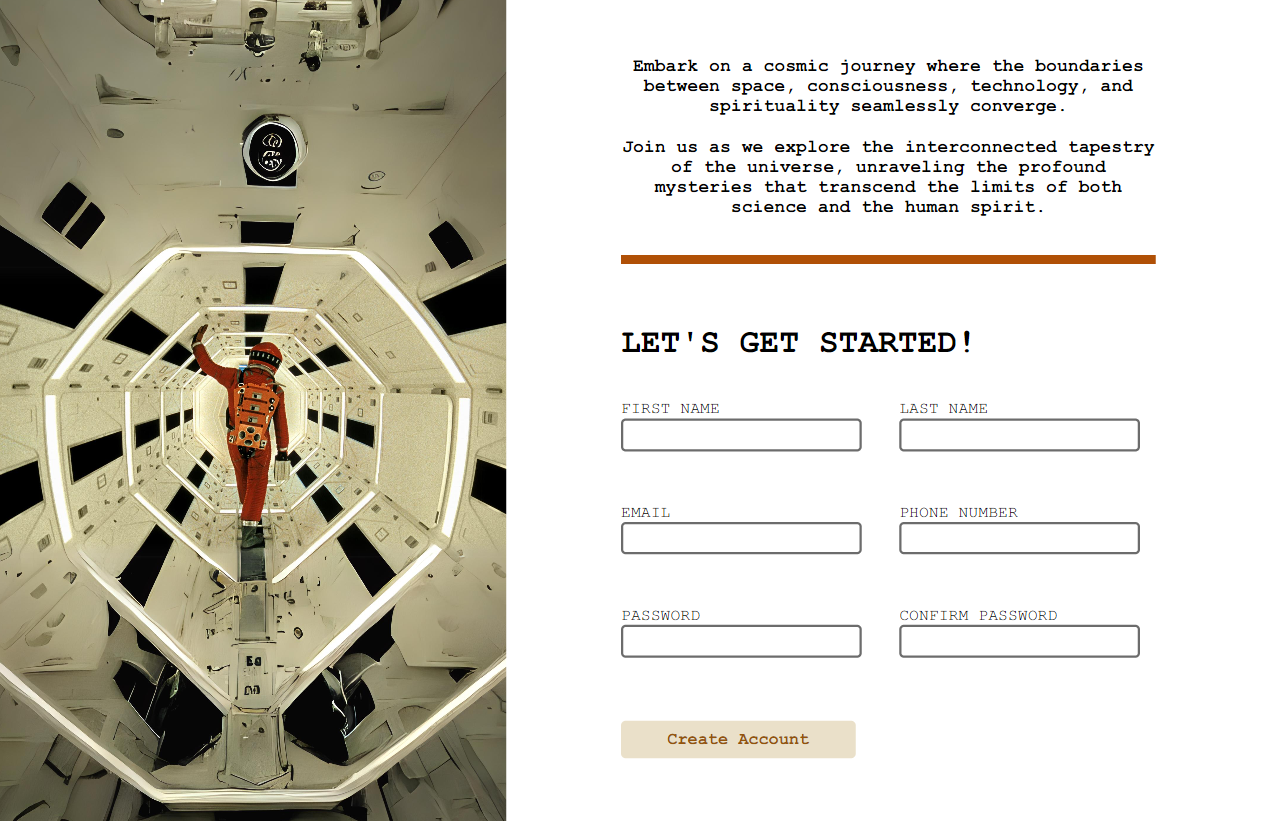 Embark on a cosmic journey where the boundaries
between space, consciousness, technology, and
spirituality seamlessly converge.
Join us as we explore the interconnected tapestry
of the universe, unraveling the profound
mysteries that transcend the limits of both
science and the human spirit.
LET'S GET STARTED!
FIRST NAME
LAST NAME
EMAIL
PHONE NUMBER
PASSWORD
CONFIRM PASSWORD
Create Account